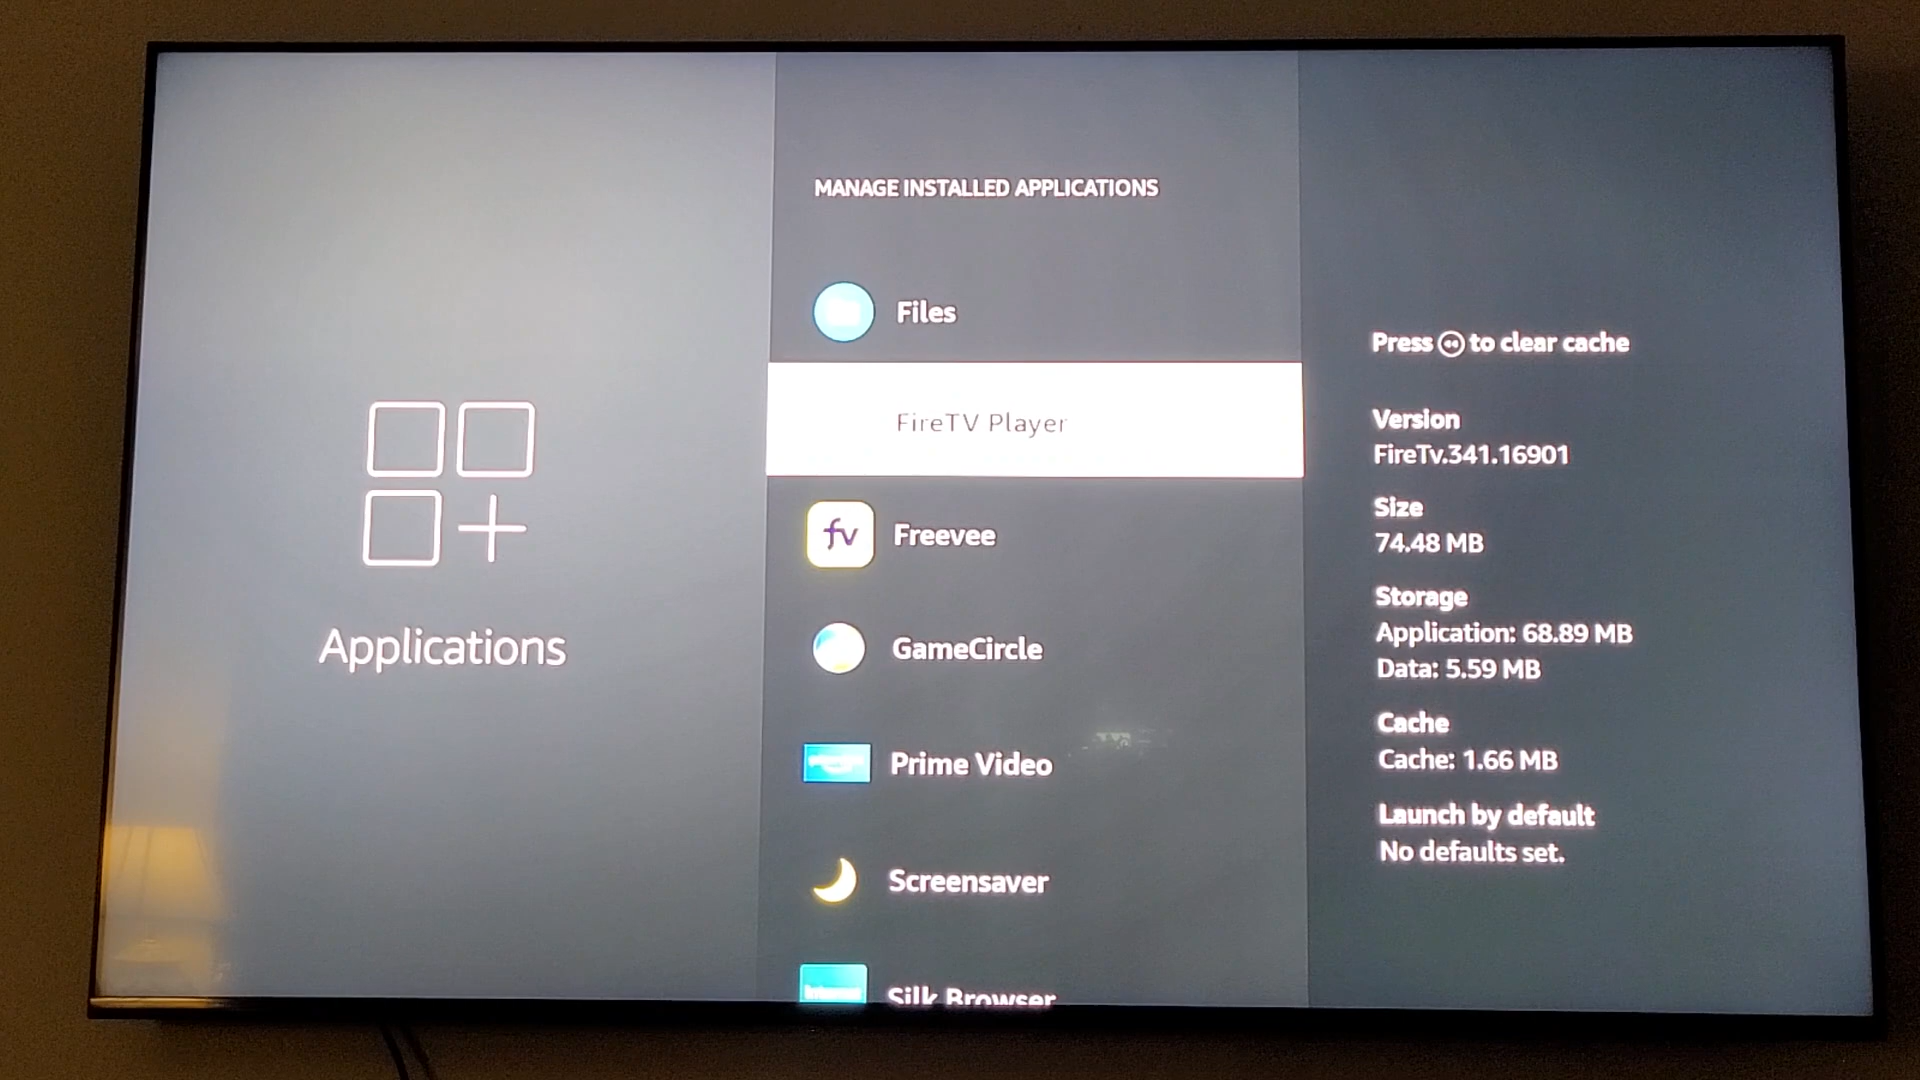 MANAGE INSTALLED APPLICATIONS
Files
FireTV Player
fv Freevee
GameCircle
Prime Video
Screensaver
Silk Browser
Applications
Press to clear cache
Version
FireTv.341.16901
Size
74.48 MB
Storage
Application: 68.89 MB
Data: 5.59 MB
Cache
Cache: 1.66 MB
Launch by default
No defaults set.